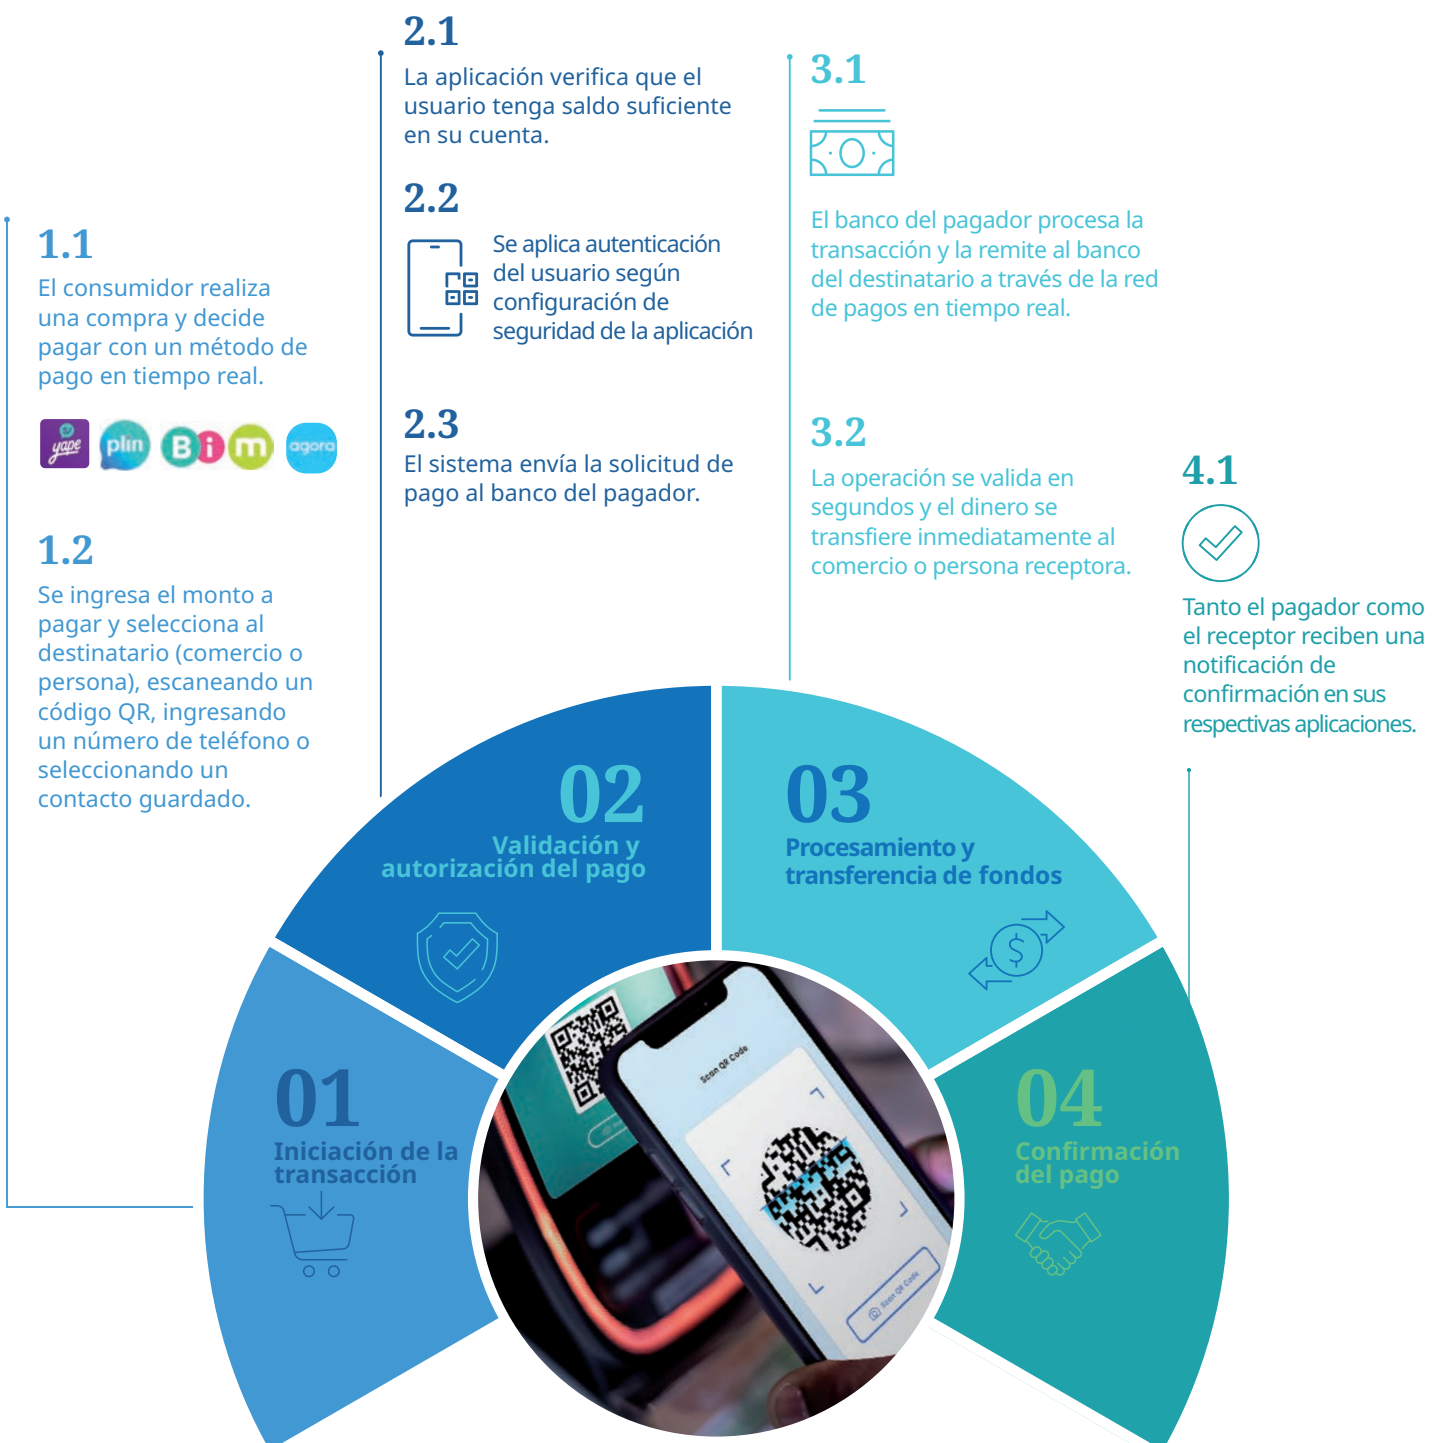 1.1
El consumidor realiza
una compra y decide
pagar con un método de
pago en tiempo real.
yape
plin
Bim
agora
1.2
Se ingresa el monto a
pagar y selecciona al
destinatario (comercio o
persona), escaneando un
código QR, ingresando
un número de teléfono o
seleccionando un
contacto guardado.
2.1
La aplicación verifica que el
usuario tenga saldo suficiente
en su cuenta.
2.2
Se aplica autenticación
del usuario según
configuración de
seguridad de la aplicación
2.3
El sistema envía la solicitud de
pago al banco del pagador.
3.1
El banco del pagador procesa la
transacción y la remite al banco
del destinatario a través de la red
de pagos en tiempo real.
3.2
La operación se valida en
segundos y el dinero se
transfiere inmediatamente al
comercio o persona receptora.
4.1
Tanto el pagador como
el receptor reciben una
notificación de
confirmación en sus
respectivas aplicaciones.
01
Iniciación de la
transacción
02
Validación y
autorización del pago
03
Procesamiento y
transferencia de fondos
$
04
Confirmación
del pago
Scan QR Code
Scan QR Code